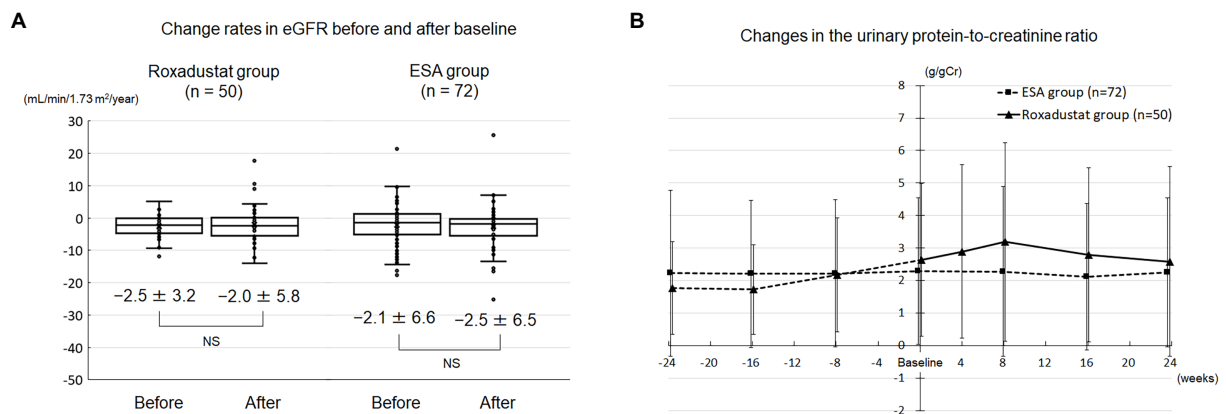 A
Change rates in eGFR before and after baseline
Roxadustat group
(n = 50)
ESA group
(n = 72)
(mL/min/1.73 m²/year)
30
20
10
0
-10
-20
-30
-40
-50
−2.5 ± 3.2
−2.0 ± 5.8
−2.1 ± 6.6
−2.5 ± 6.5
NS
NS
Before
After
Before
After
B
Changes in the urinary protein-to-creatinine ratio
(g/gCr)
ESA group (n=72)
Roxadustat group (n=50)
8
7
6
5
4
3
2
1
0
-1
-2
-24 -20 -16 -12 -8 -4 Baseline 4 8 12 16 20 24
(weeks)